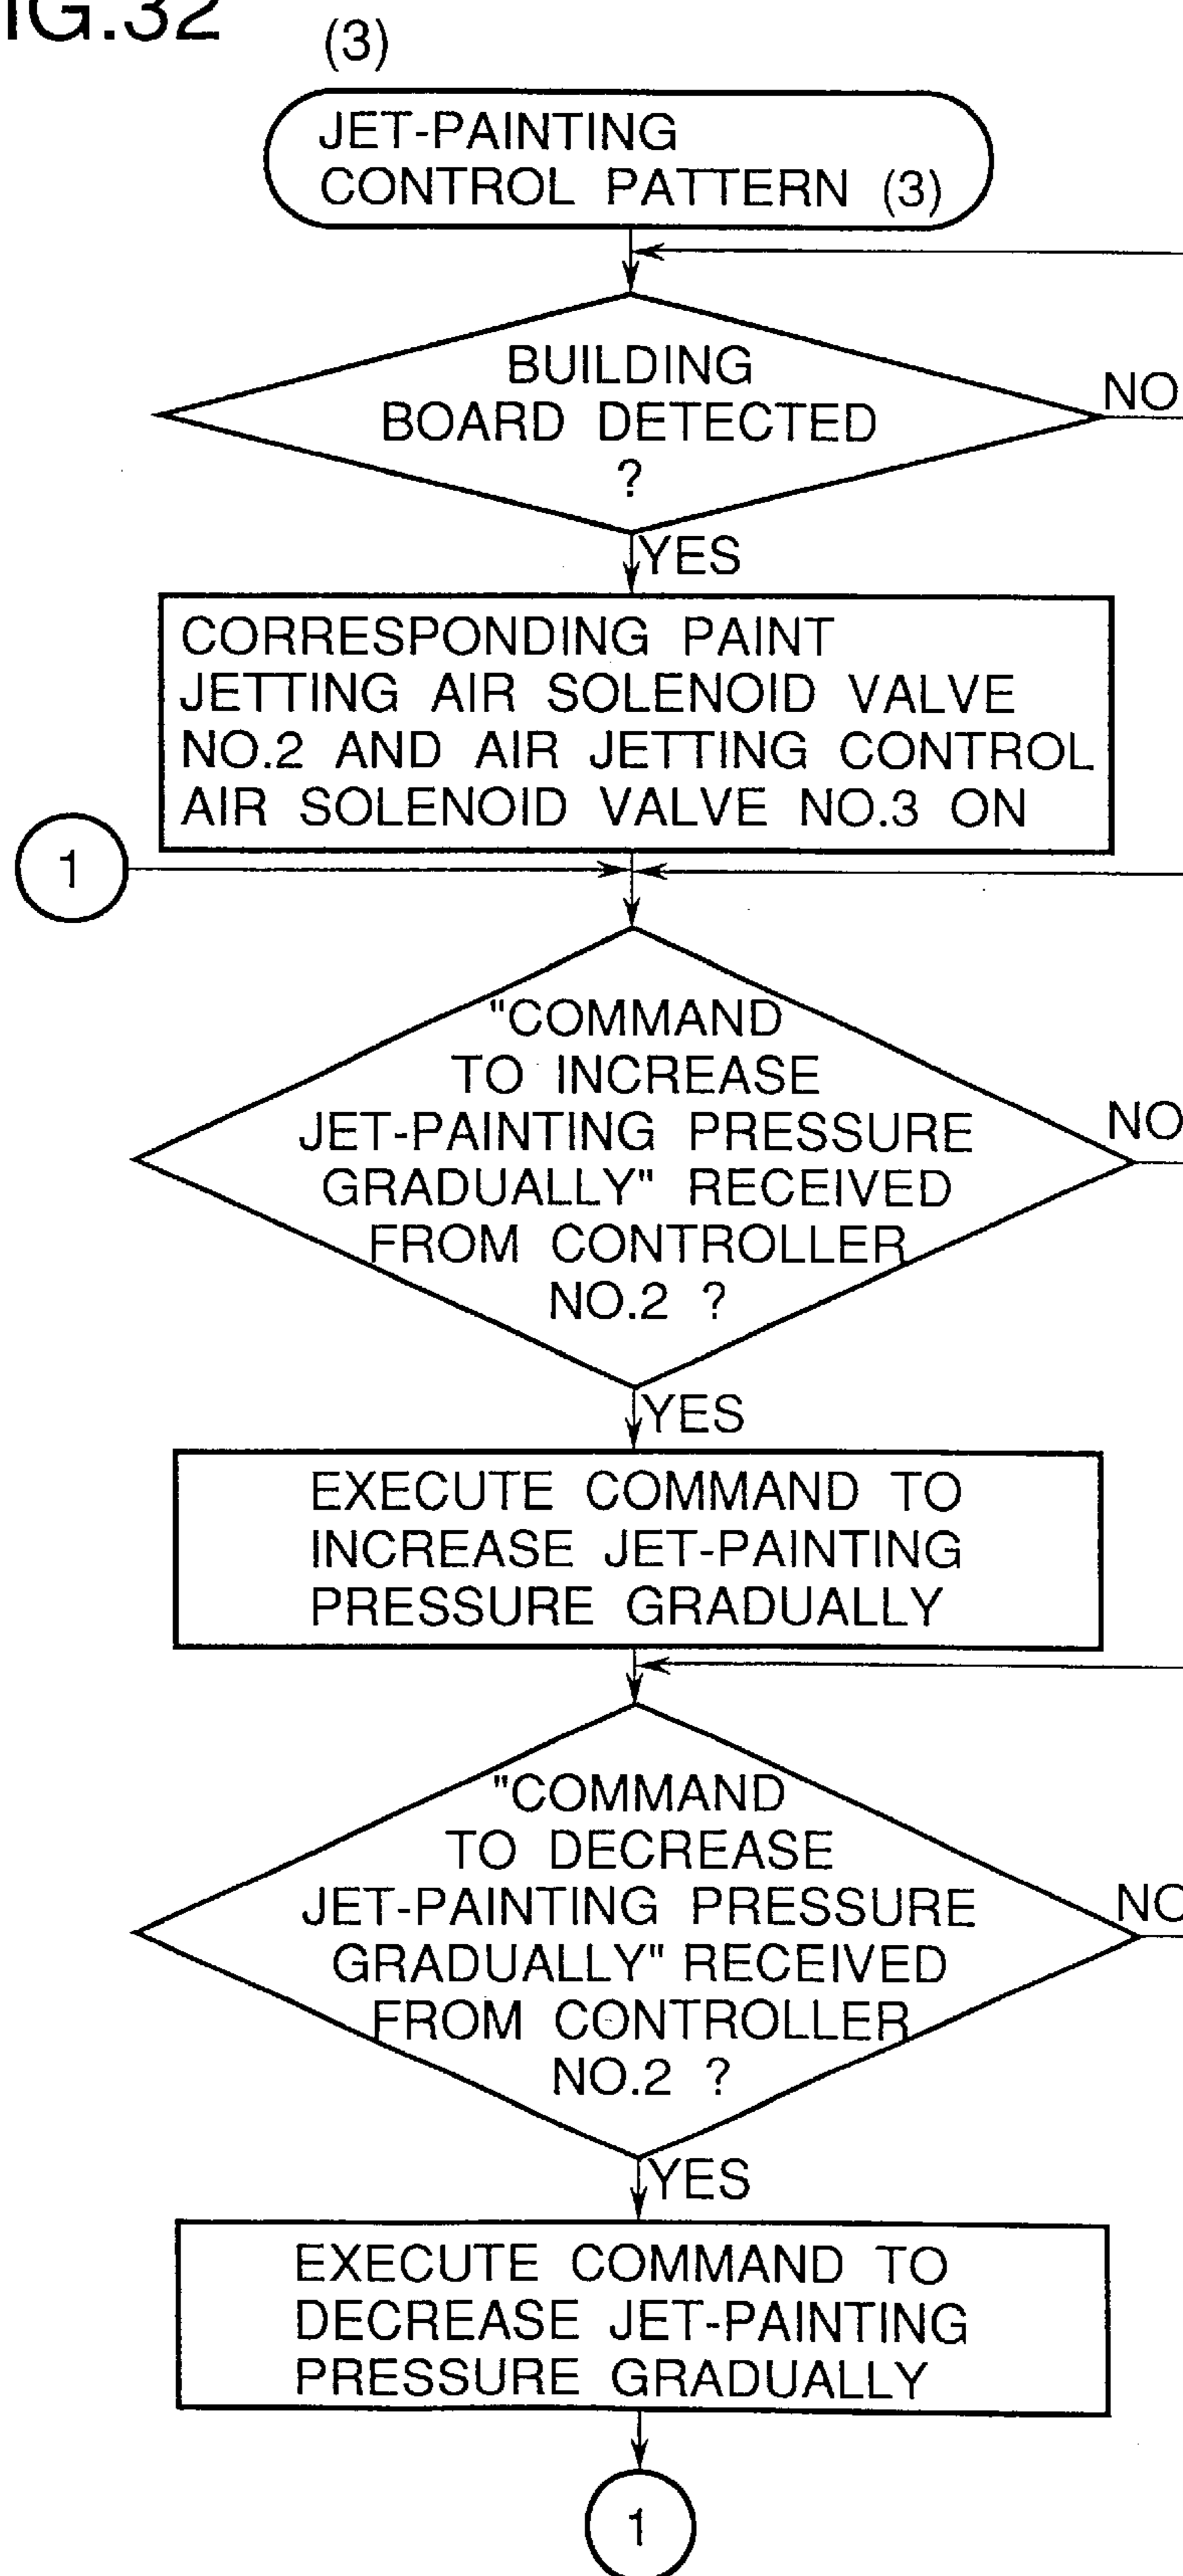 IG.32
(3)
JET-PAINTING
CONTROL PATTERN (3)
BUILDING
BOARD DETECTED
?
NO
YES
CORRESPONDING PAINT
JETTING AIR SOLENOID VALVE
NO.2 AND AIR JETTING CONTROL
AIR SOLENOID VALVE NO.3 ON
1
"COMMAND
TO INCREASE
JET-PAINTING PRESSURE
GRADUALLY" RECEIVED
FROM CONTROLLER
NO.2 ?
NO
YES
EXECUTE COMMAND TO
INCREASE JET-PAINTING
PRESSURE GRADUALLY
"COMMAND
TO DECREASE
JET-PAINTING PRESSURE
GRADUALLY" RECEIVED
FROM CONTROLLER
NO.2 ?
NO
YES
EXECUTE COMMAND TO
DECREASE JET-PAINTING
PRESSURE GRADUALLY
1